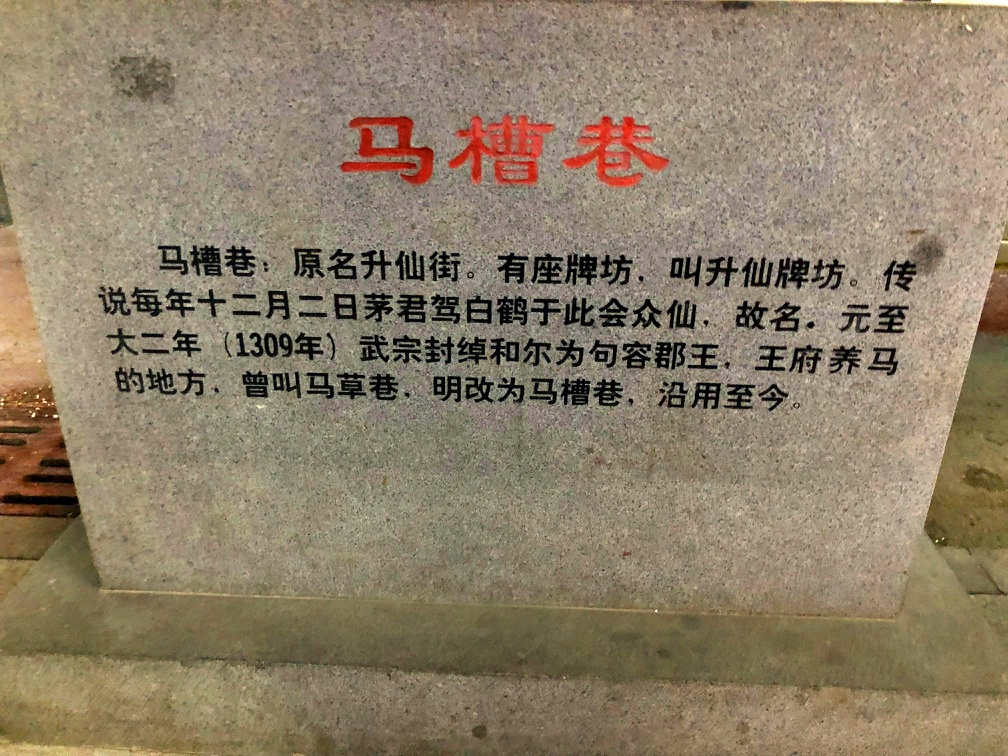 马槽巷
马槽巷：原名升仙街。有座牌坊，叫升仙牌坊。传
说每年十二月二日茅君驾白鹤于此会众仙，故名。元至
大二年（1309年）武宗封绰和尔为句容郡王，王府养马
的地方，曾叫马草巷，明改为马槽巷，沿用至今。